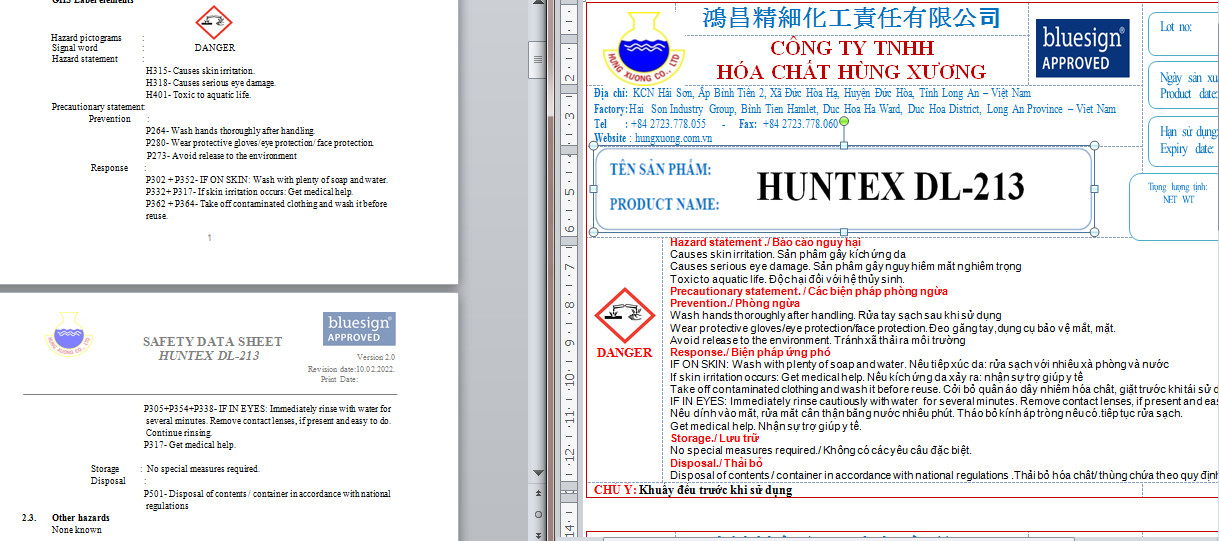 GHS Label elements
Hazard pictograms :
Signal word : DANGER
Hazard statement :
H315- Causes skin irritation.
H318- Causes serious eye damage.
H401- Toxic to aquatic life.
Precautionary statement:
Prevention :
P264- Wash hands thoroughly after handling.
P280- Wear protective gloves/eye protection/ face protection.
P273- Avoid release to the environment
Response :
P302 + P352- IF ON SKIN: Wash with plenty of soap and water.
P332+ P317- If skin irritation occurs: Get medical help.
P362 + P364- Take off contaminated clothing and wash it before
reuse.
1
HUNG XUONG CO., LTD
SAFETY DATA SHEET
HUNTEX DL-213
bluesign®
APPROVED
Version 2.0
Revision date:10.02.2022.
Print Date:
P305+P354+P338- IF IN EYES: Immediately rinse with water for
several minutes. Remove contact lenses, if present and easy to do.
Continue rinsing.
P317- Get medical help.
Storage : No special measures required.
Disposal :
P501- Disposal of contents / container in accordance with national
regulations
2.3. Other hazards
None known
2
3
4
5
6
7
8
9
10
11
12
14
HUNG XUONG CO., LTD
鴻昌精細化工責任有限公司
CÔNG TY TNHH
HÓA CHẤT HÙNG XƯƠNG
bluesign®
APPROVED
Lot no:
Ngày sản xu
Product date:
Hạn sử dụng:
Expiry date:
Trọng lượng tịnh:
NET WT
Địa chỉ: KCN Hải Sơn, Ấp Bình Tiền 2, Xã Đức Hòa Hạ, Huyện Đức Hòa, Tỉnh Long An – Việt Nam
Factory:Hai Son Industry Group, Binh Tien Hamlet, Duc Hoa Ha Ward, Duc Hoa District, Long An Province – Viet Nam
Tel : +84 2723.778.055 - Fax: +84 2723.778.060
Website : hungxuong.com.vn
TÊN SẢN PHẨM:
PRODUCT NAME:
HUNTEX DL-213
DANGER
Hazard statement ./ Báo cáo nguy hại
Causes skin irritation. Sản phẩm gây kích ứng da
Causes serious eye damage. Sản phẩm gây nguy hiểm mắt nghiêm trọng
Toxic to aquatic life. Độc hại đối với hệ thủy sinh.
Precautionary statement. / Các biện pháp phòng ngừa
Prevention./ Phòng ngừa
Wash hands thoroughly after handling. Rửa tay sạch sau khi sử dụng
Wear protective gloves/eye protection/face protection. Đeo găng tay, dụng cụ bảo vệ mắt, mặt.
Avoid release to the environment. Tránh xả thải ra môi trường
Response./ Biện pháp ứng phó
IF ON SKIN: Wash with plenty of soap and water. Nếu tiếp xúc da: rửa sạch với nhiều xà phòng và nước
If skin irritation occurs: Get medical help. Nếu kích ứng da xảy ra: nhận sự trợ giúp y tế
Take off contaminated clothing and wash it before reuse. Cởi bỏ quần áo dây nhiễm hóa chất, giặt trước khi tái sử d
IF IN EYES: Immediately rinse cautiously with water for several minutes. Remove contact lenses, if present and eas
Nếu dính vào mắt, rửa mắt cẩn thận bằng nước nhiều phút. Tháo bỏ kính áp tròng nếu có.tiếp tục rửa sạch.
Get medical help. Nhận sự trợ giúp y tế.
Storage./ Lưu trữ
No special measures required./ Không có các yêu cầu đặc biệt.
Disposal./ Thải bỏ
Disposal of contents / container in accordance with national regulations .Thải bỏ hóa chất/ thùng chứa theo quy định
CHÚ Ý: Khuấy đều trước khi sử dụng